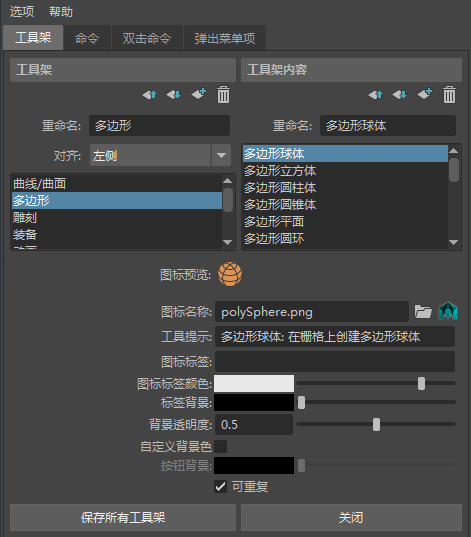 选项 帮助
工具架 命令 双击命令 弹出菜单项
工具架 工具架内容
重命名: 多边形 重命名: 多边形球体
对齐: 左侧
曲线/曲面
多边形
雕刻
装备
动画
多边形球体
多边形立方体
多边形圆柱体
多边形圆锥体
多边形平面
多边形圆环
图标预览:
图标名称: polySphere.png
工具提示: 多边形球体: 在栅格上创建多边形球体
图标标签:
图标标签颜色:
标签背景:
背景透明度: 0.5
自定义背景色
按钮背景:
可重复
保存所有工具架 关闭